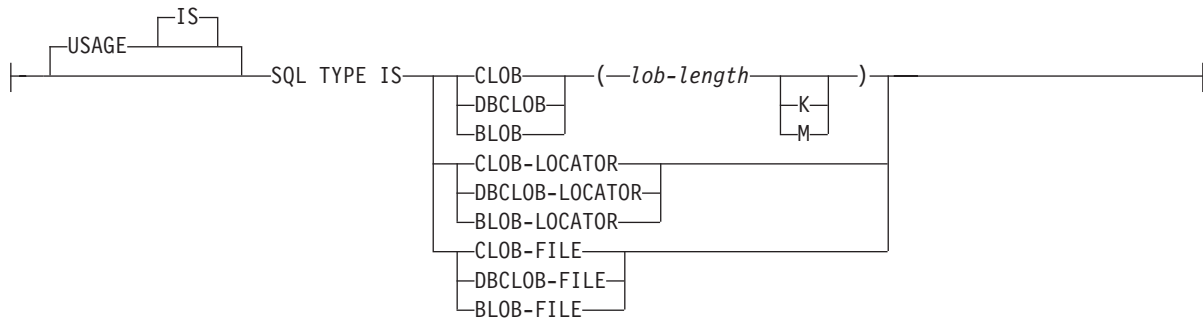 IS
USAGE
SQL TYPE IS CLOB ( lob-length )
DBCLOB K
BLOB M
CLOB-LOCATOR
DBCLOB-LOCATOR
BLOB-LOCATOR
CLOB-FILE
DBCLOB-FILE
BLOB-FILE